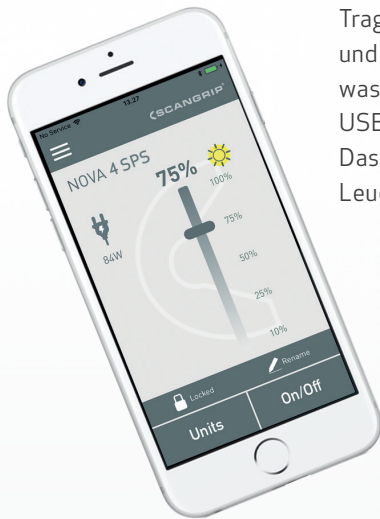 Trag
und
was
USB
Das
Leuc
No Service 13.27
SCANGRIP®
NOVA 4 SPS
75%
100%
84W
75%
50%
25%
10%
Locked
Rename
Units
On/Off